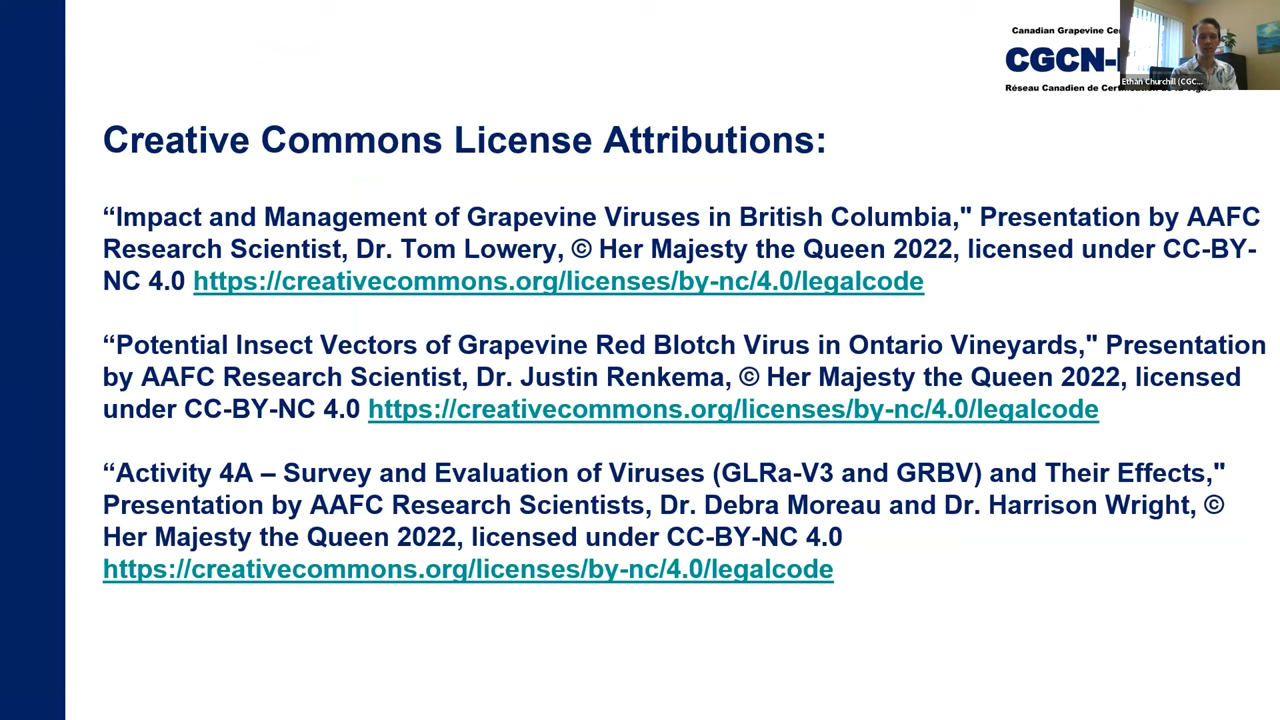 Canadian Grapevine
CGCN-
Réseau Canadien de
Ethan Churchill (CGC...
Creative Commons License Attributions:
“Impact and Management of Grapevine Viruses in British Columbia," Presentation by AAFC
Research Scientist, Dr. Tom Lowery, © Her Majesty the Queen 2022, licensed under CC-BY-
NC 4.0 https://creativecommons.org/licenses/by-nc/4.0/legalcode
“Potential Insect Vectors of Grapevine Red Blotch Virus in Ontario Vineyards," Presentation
by AAFC Research Scientist, Dr. Justin Renkema, © Her Majesty the Queen 2022, licensed
under CC-BY-NC 4.0 https://creativecommons.org/licenses/by-nc/4.0/legalcode
“Activity 4A – Survey and Evaluation of Viruses (GLRa-V3 and GRBV) and Their Effects,"
Presentation by AAFC Research Scientists, Dr. Debra Moreau and Dr. Harrison Wright, ©
Her Majesty the Queen 2022, licensed under CC-BY-NC 4.0
https://creativecommons.org/licenses/by-nc/4.0/legalcode